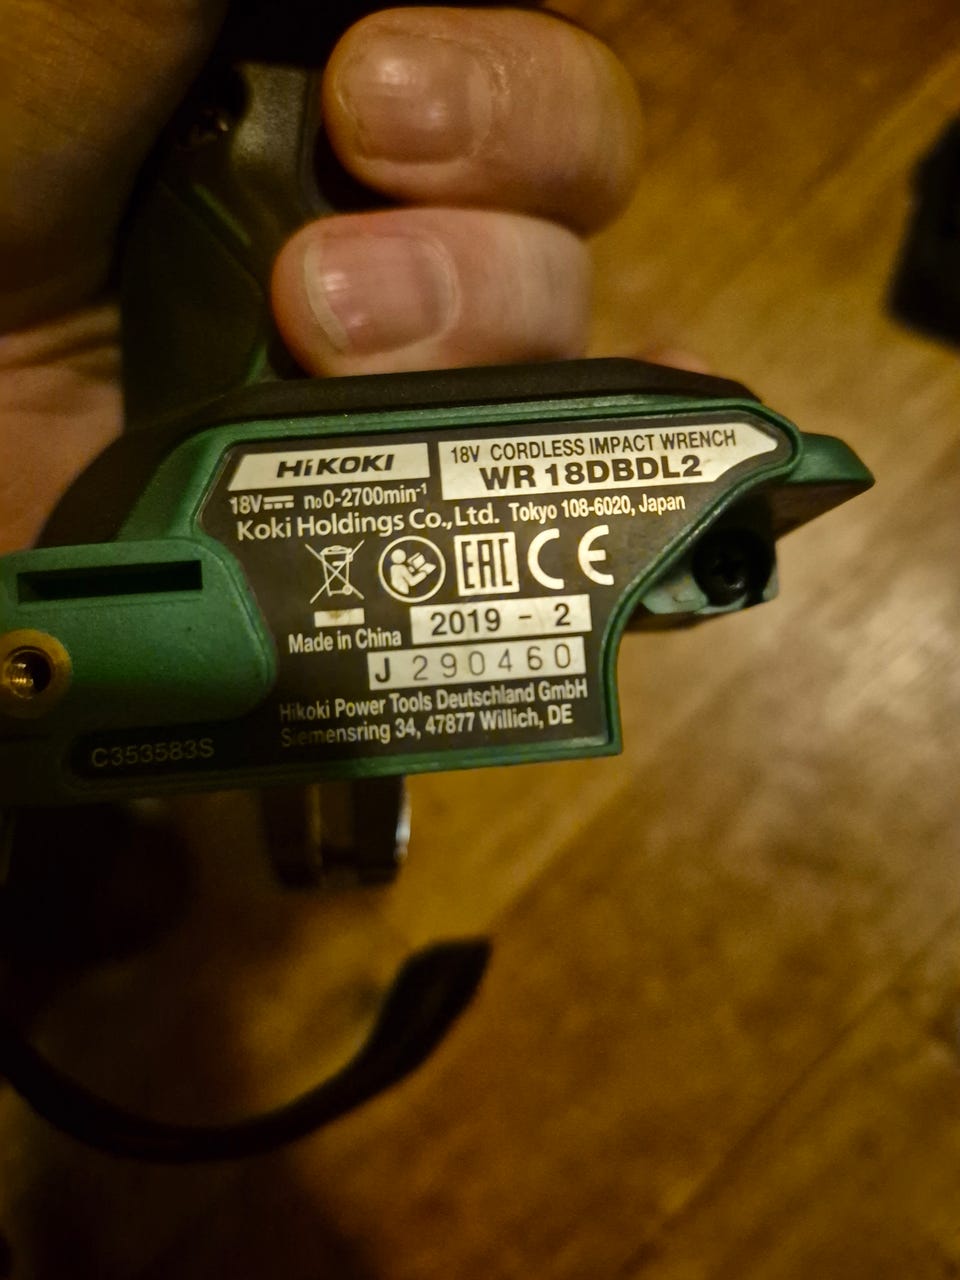 HiKOKI
18V CORDLESS IMPACT WRENCH
WR 18DBDL2
18V n₀0-2700min⁻¹
Koki Holdings Co.,Ltd. Tokyo 108-6020, Japan
EAC CE
Made in China 2019 - 2
J 290460
Hikoki Power Tools Deutschland GmbH
Siemensring 34, 47877 Willich, DE
C353583S